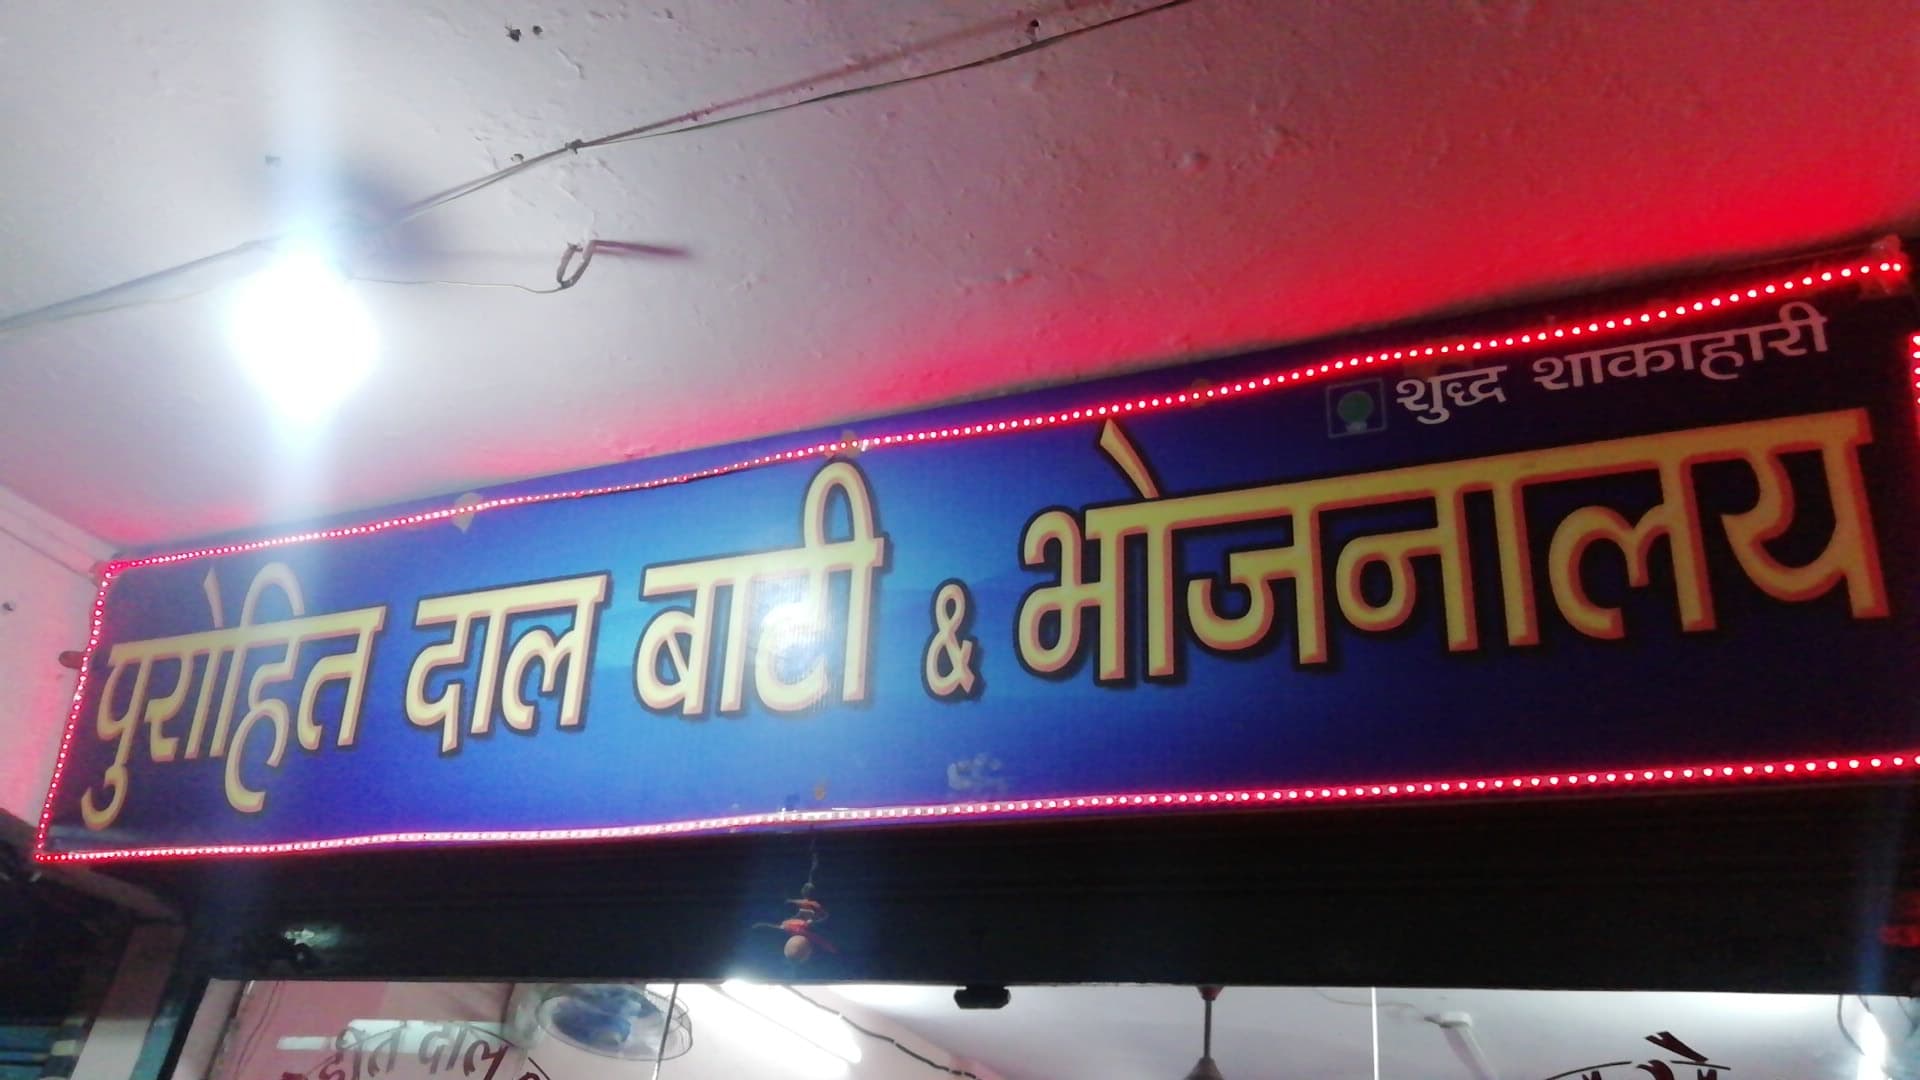 शुद्ध शाकाहारी
पुरोहित दाल बाटी & भोजनालय
दाल